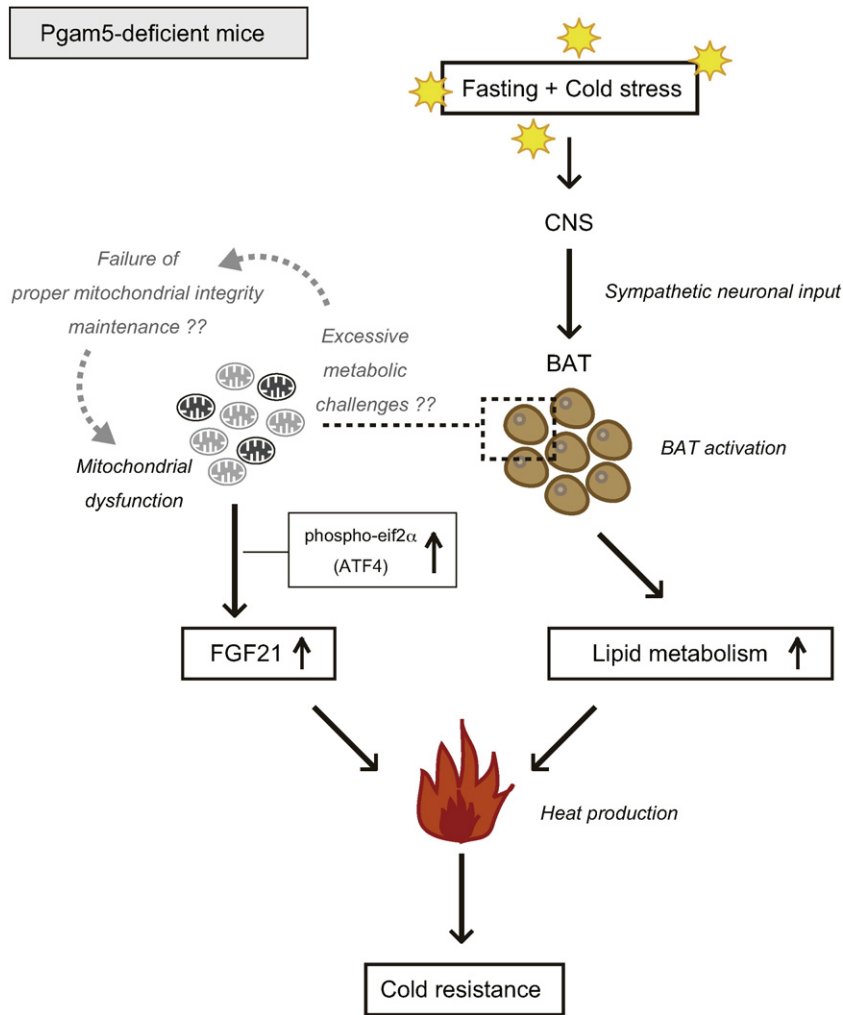 Pgam5-deficient mice
Fasting + Cold stress
CNS
Sympathetic neuronal input
Failure of
proper mitochondrial integrity
maintenance ??
Excessive
metabolic
challenges ??
BAT
BAT activation
Mitochondrial
dysfunction
phospho-eif2α
(ATF4)
FGF21
Lipid metabolism
Heat production
Cold resistance